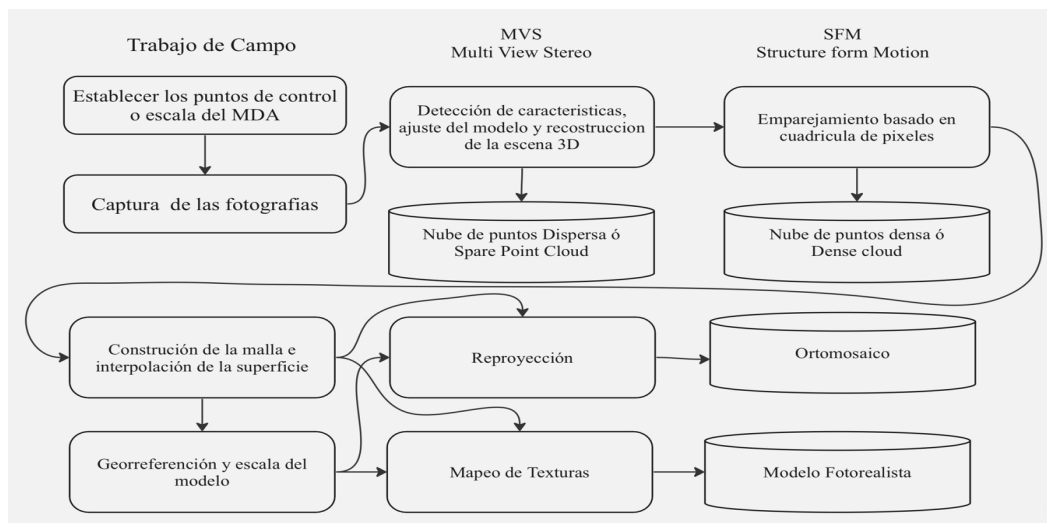 Trabajo de Campo
MVS
Multi View Stereo
SFM
Structure form Motion
Establecer los puntos de control
o escala del MDA
Detección de caracteristicas,
ajuste del modelo y recostruccion
de la escena 3D
Emparejamiento basado en
cuadricula de pixeles
Captura de las fotografias
Nube de puntos Dispersa ó
Spare Point Cloud
Nube de puntos densa ó
Dense cloud
Construción de la malla e
interpolación de la superficie
Reproyección
Ortomosaico
Georreferención y escala del
modelo
Mapeo de Texturas
Modelo Fotorealista